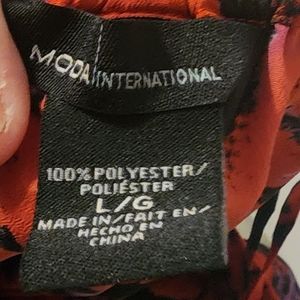 MODA INTERNATIONAL
100% POLYESTER/
POLIÉSTER
L/G
MADE IN/FAIT EN/
HECHO EN
CHINA